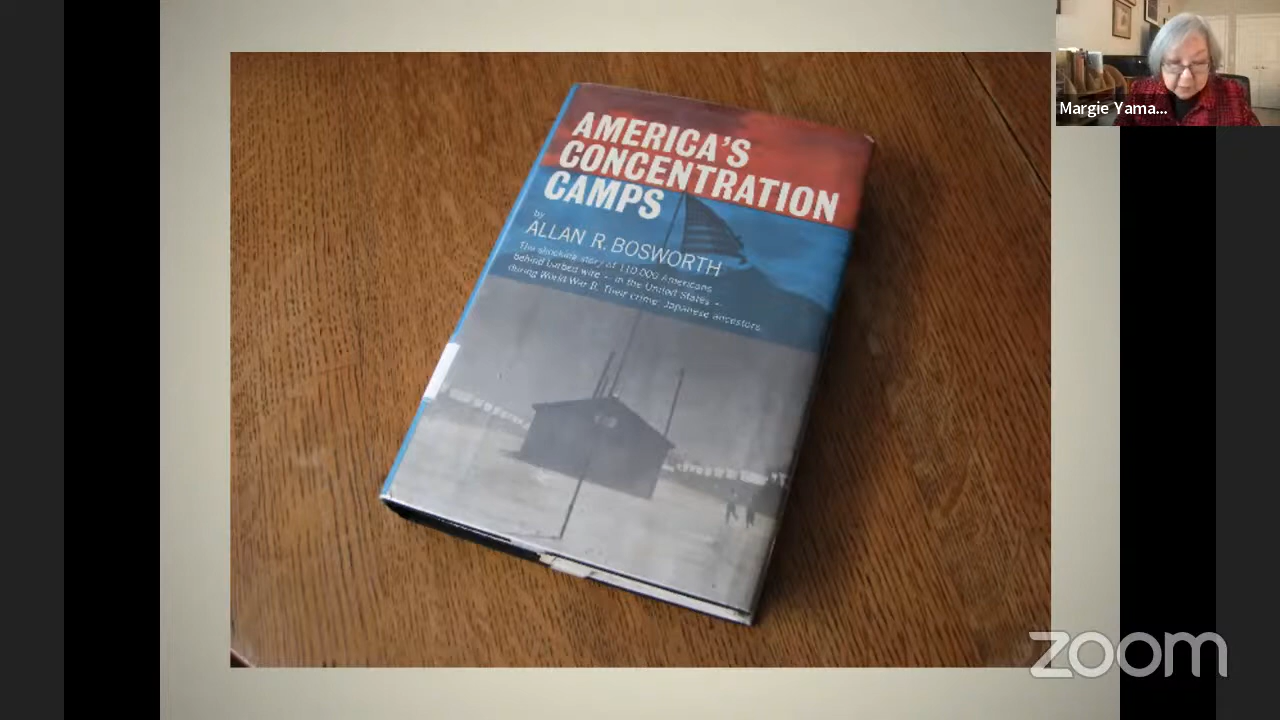 AMERICA'S
CONCENTRATION
CAMPS
by
ALLAN R. BOSWORTH
The shocking story of 110,000 Americans
behind barbed wire -- in the United States --
during World War II. Their crime: Japanese ancestors.
Margie Yama...
zoom